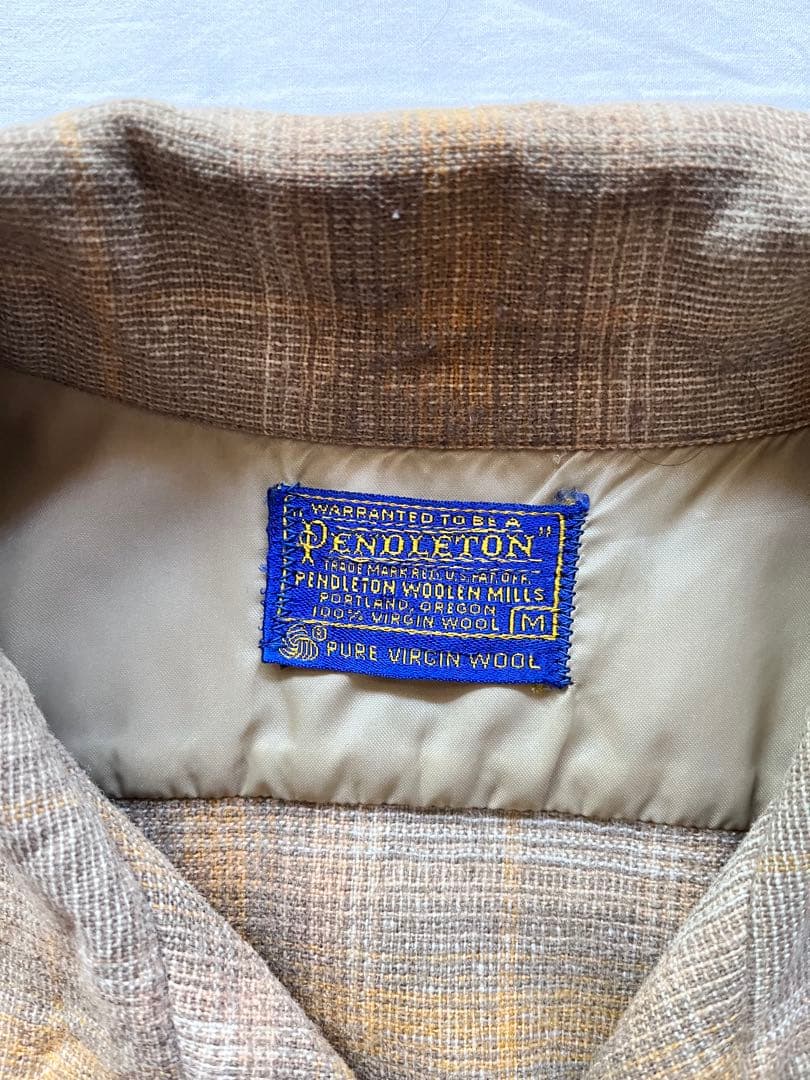 WARRANTED TO BE A
"PENDLETON"
TRADE MARK REG. U.S. PAT. OFF.
PENDLETON WOOLEN MILLS
PORTLAND, OREGON
100% VIRGIN WOOL M
® PURE VIRGIN WOOL